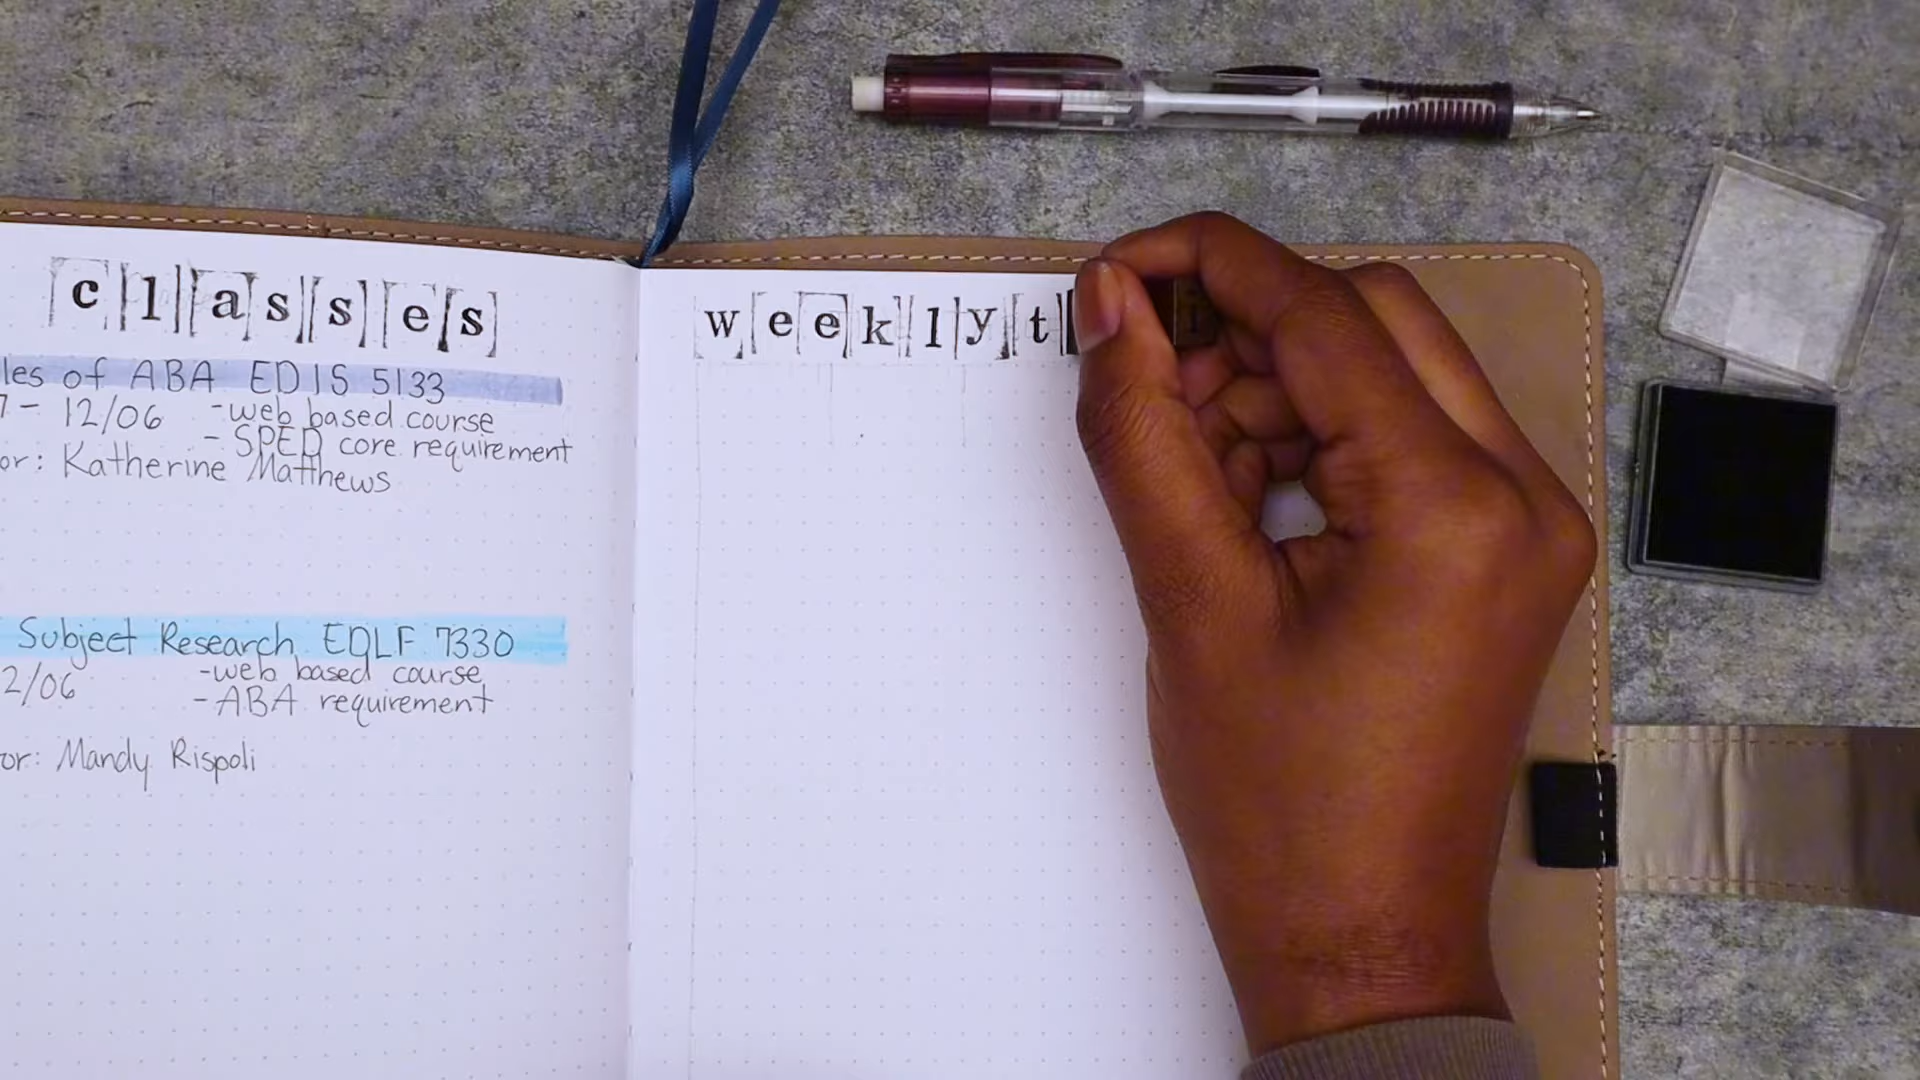 classes
les of ABA EDIS 5133
7 - 12/06 - web based course
- SPED core requirement
or: Katherine Matthews
Subject Research EDLF 7330
2/06 - web based course
- ABA requirement
or: Mandy Rispoli
weekly t